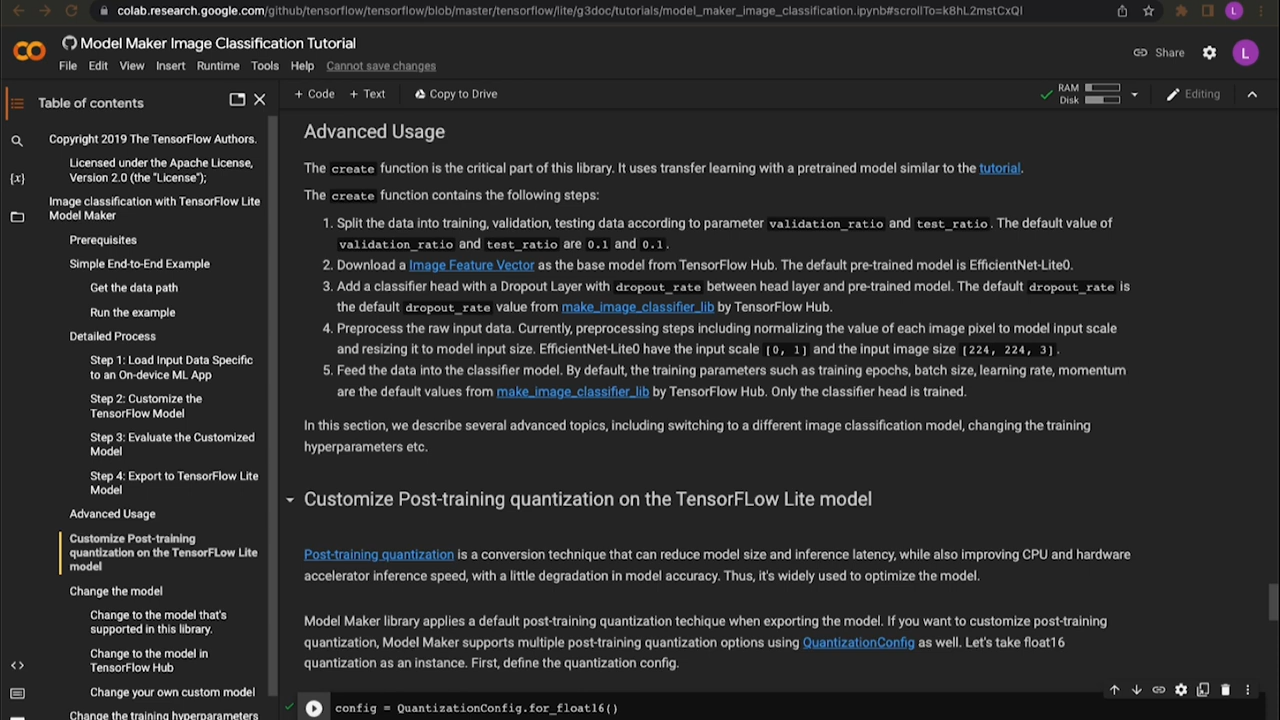 colab.research.google.com/github/tensorflow/tensorflow/blob/master/tensorflow/lite/g3doc/tutorials/model_maker_image_classification.ipynb#scrollTo=k8hL2mstCxQl
L
Model Maker Image Classification Tutorial
File Edit View Insert Runtime Tools Help Cannot save changes
Share
L
Table of contents
+ Code + Text Copy to Drive
RAM
Disk
Editing
Copyright 2019 The TensorFlow Authors.
Licensed under the Apache License,
Version 2.0 (the "License");
Image classification with TensorFlow Lite
Model Maker
Prerequisites
Simple End-to-End Example
Get the data path
Run the example
Detailed Process
Step 1: Load Input Data Specific
to an On-device ML App
Step 2: Customize the
TensorFlow Model
Step 3: Evaluate the Customized
Model
Step 4: Export to TensorFlow Lite
Model
Advanced Usage
Customize Post-training
quantization on the TensorFLow Lite
model
Change the model
Change to the model that's
supported in this library.
Change to the model in
TensorFlow Hub
Change your own custom model
Change the training hyperparameters
Advanced Usage
The create function is the critical part of this library. It uses transfer learning with a pretrained model similar to the tutorial.
The create function contains the following steps:
1. Split the data into training, validation, testing data according to parameter validation_ratio and test_ratio. The default value of
validation_ratio and test_ratio are 0.1 and 0.1.
2. Download a Image Feature Vector as the base model from TensorFlow Hub. The default pre-trained model is EfficientNet-Lite0.
3. Add a classifier head with a Dropout Layer with dropout_rate between head layer and pre-trained model. The default dropout_rate is
the default dropout_rate value from make_image_classifier_lib by TensorFlow Hub.
4. Preprocess the raw input data. Currently, preprocessing steps including normalizing the value of each image pixel to model input scale
and resizing it to model input size. EfficientNet-Lite0 have the input scale [0, 1] and the input image size [224, 224, 3].
5. Feed the data into the classifier model. By default, the training parameters such as training epochs, batch size, learning rate, momentum
are the default values from make_image_classifier_lib by TensorFlow Hub. Only the classifier head is trained.
In this section, we describe several advanced topics, including switching to a different image classification model, changing the training
hyperparameters etc.
Customize Post-training quantization on the TensorFLow Lite model
Post-training quantization is a conversion technique that can reduce model size and inference latency, while also improving CPU and hardware
accelerator inference speed, with a little degradation in model accuracy. Thus, it's widely used to optimize the model.
Model Maker library applies a default post-training quantization techique when exporting the model. If you want to customize post-training
quantization, Model Maker supports multiple post-training quantization options using QuantizationConfig as well. Let's take float16
quantization as an instance. First, define the quantization config.
config = QuantizationConfig.for_float16()